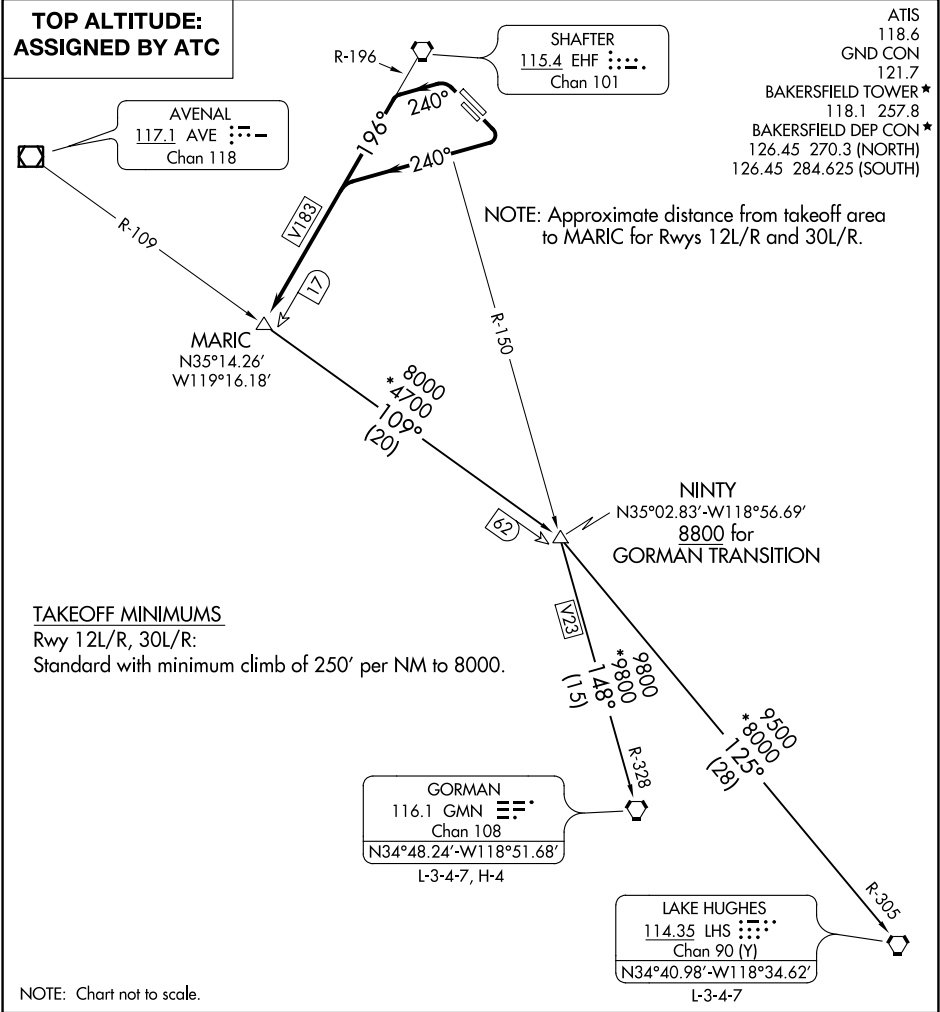 TOP ALTITUDE:
ASSIGNED BY ATC
ATIS
118.6
GND CON
121.7
BAKERSFIELD TOWER★
118.1 257.8
BAKERSFIELD DEP CON★
126.45 270.3 (NORTH)
126.45 284.625 (SOUTH)
R-196
SHAFTER
115.4 EHF
Chan 101
AVENAL
117.1 AVE
Chan 118
240°
196°
240°
NOTE: Approximate distance from takeoff area
to MARIC for Rwys 12L/R and 30L/R.
R-109
V183
17
R-150
MARIC
N35°14.26'
W119°16.18'
8000
*4700
109°
(20)
NINTY
N35°02.83'-W118°56.69'
8800 for
GORMAN TRANSITION
62
TAKEOFF MINIMUMS
Rwy 12L/R, 30L/R:
Standard with minimum climb of 250' per NM to 8000.
V23
9800
*9800
148°
(15)
R-328
9500
*8000
125°
(28)
R-305
GORMAN
116.1 GMN
Chan 108
N34°48.24'-W118°51.68'
L-3-4-7, H-4
LAKE HUGHES
114.35 LHS
Chan 90 (Y)
N34°40.98'-W118°34.62'
L-3-4-7
NOTE: Chart not to scale.